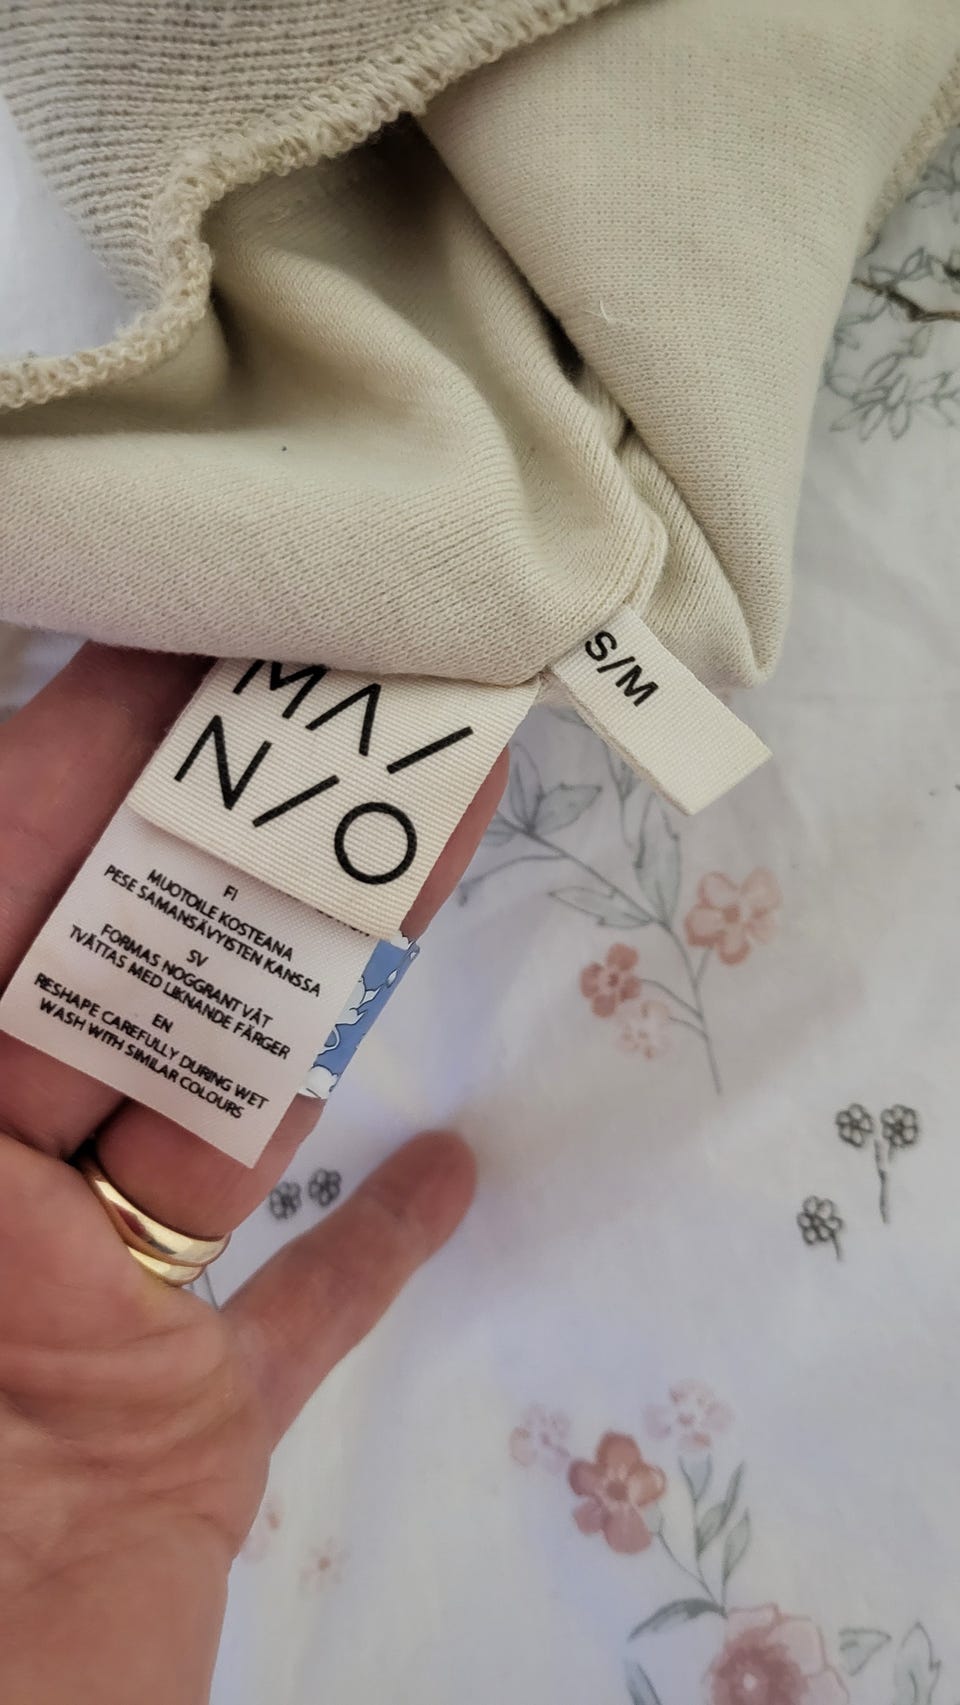 S/M
MA/
N/O
FI
MUOTOILE KOSTEANA
PESE SAMANSÄVYISTEN KANSSA
SV
FORMAS NOGGRANT VÅT
TVÄTTAS MED LIKNANDE FÄRGER
EN
RESHAPE CAREFULLY DURING WET
WASH WITH SIMILAR COLOURS